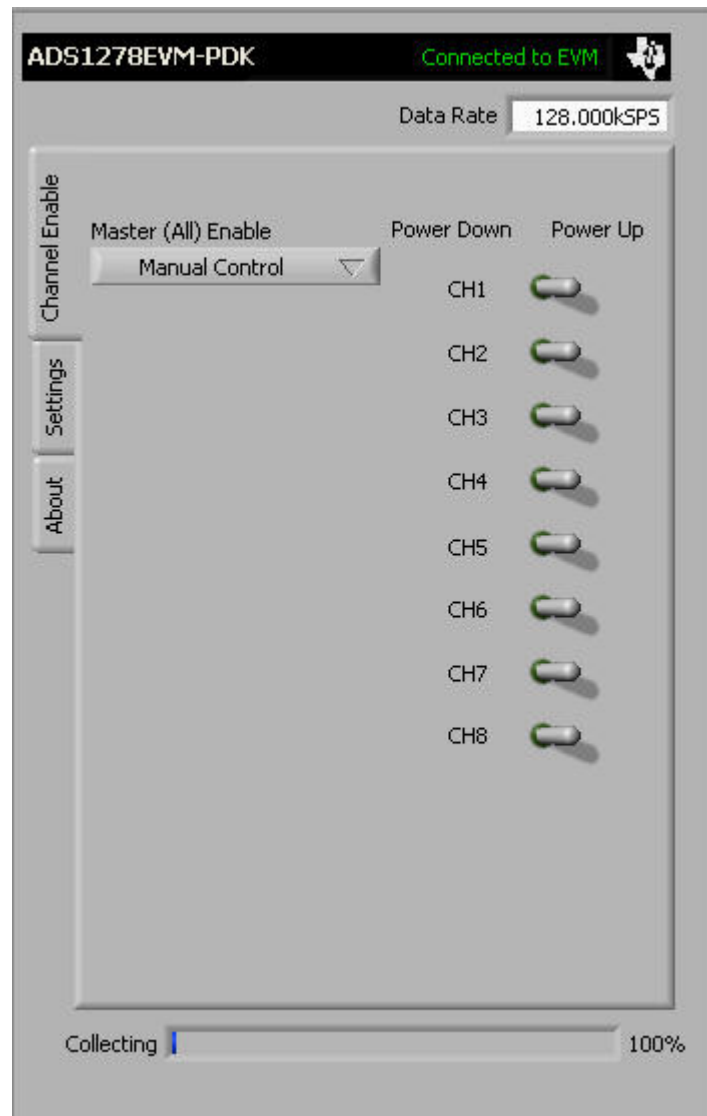 ADS1278EVM-PDK Connected to EVM
Data Rate 128.000kSPS
Channel Enable
Settings
About
Master (All) Enable
Manual Control
Power Down Power Up
CH1
CH2
CH3
CH4
CH5
CH6
CH7
CH8
Collecting 100%